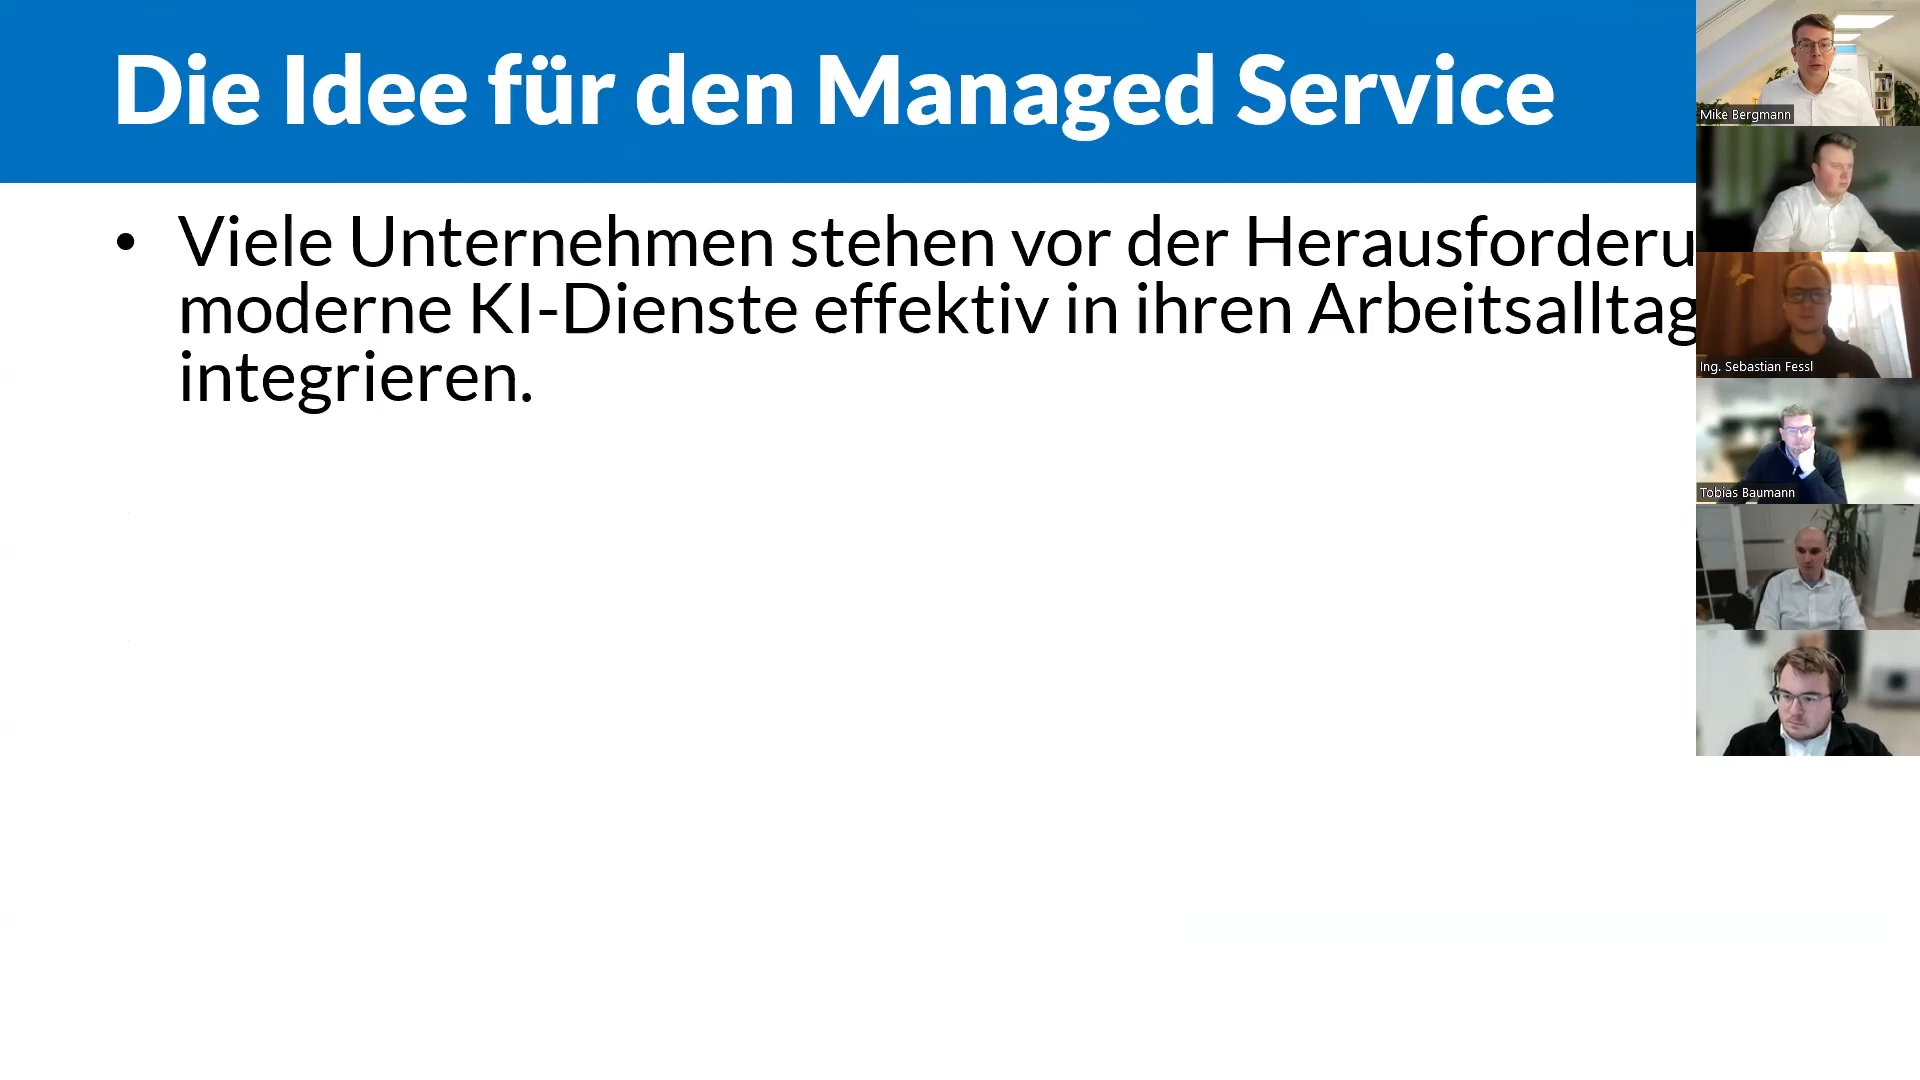 Die Idee für den Managed Service
• Viele Unternehmen stehen vor der Herausforderu
moderne KI-Dienste effektiv in ihren Arbeitsalltag
integrieren.
Mike Bergmann
Ing. Sebastian Fessl
Tobias Baumann